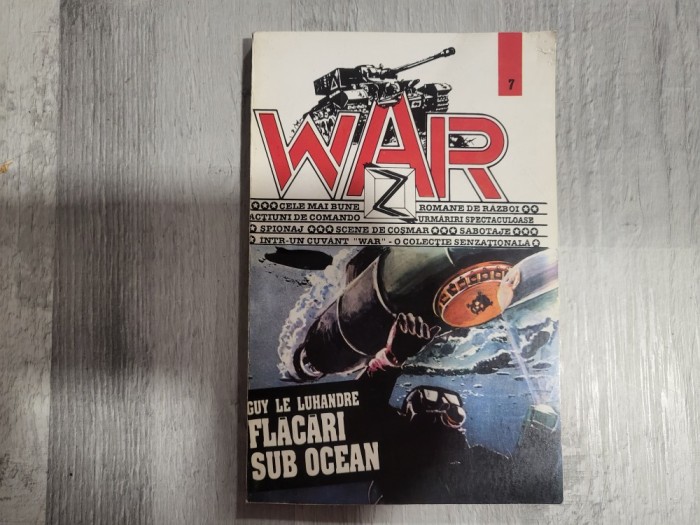 7
WAR
Z
CELE MAI BUNE ROMANE DE RĂZBOI
ACȚIUNI DE COMANDO URMĂRIRI SPECTACULOASE
SPIONAJ SCENE DE COȘMAR SABOTAJE
INTR-UN CUVÂNT "WAR" - O COLECȚIE SENZAȚIONALĂ
GUY LE LUHANDRE
FLĂCĂRI
SUB OCEAN